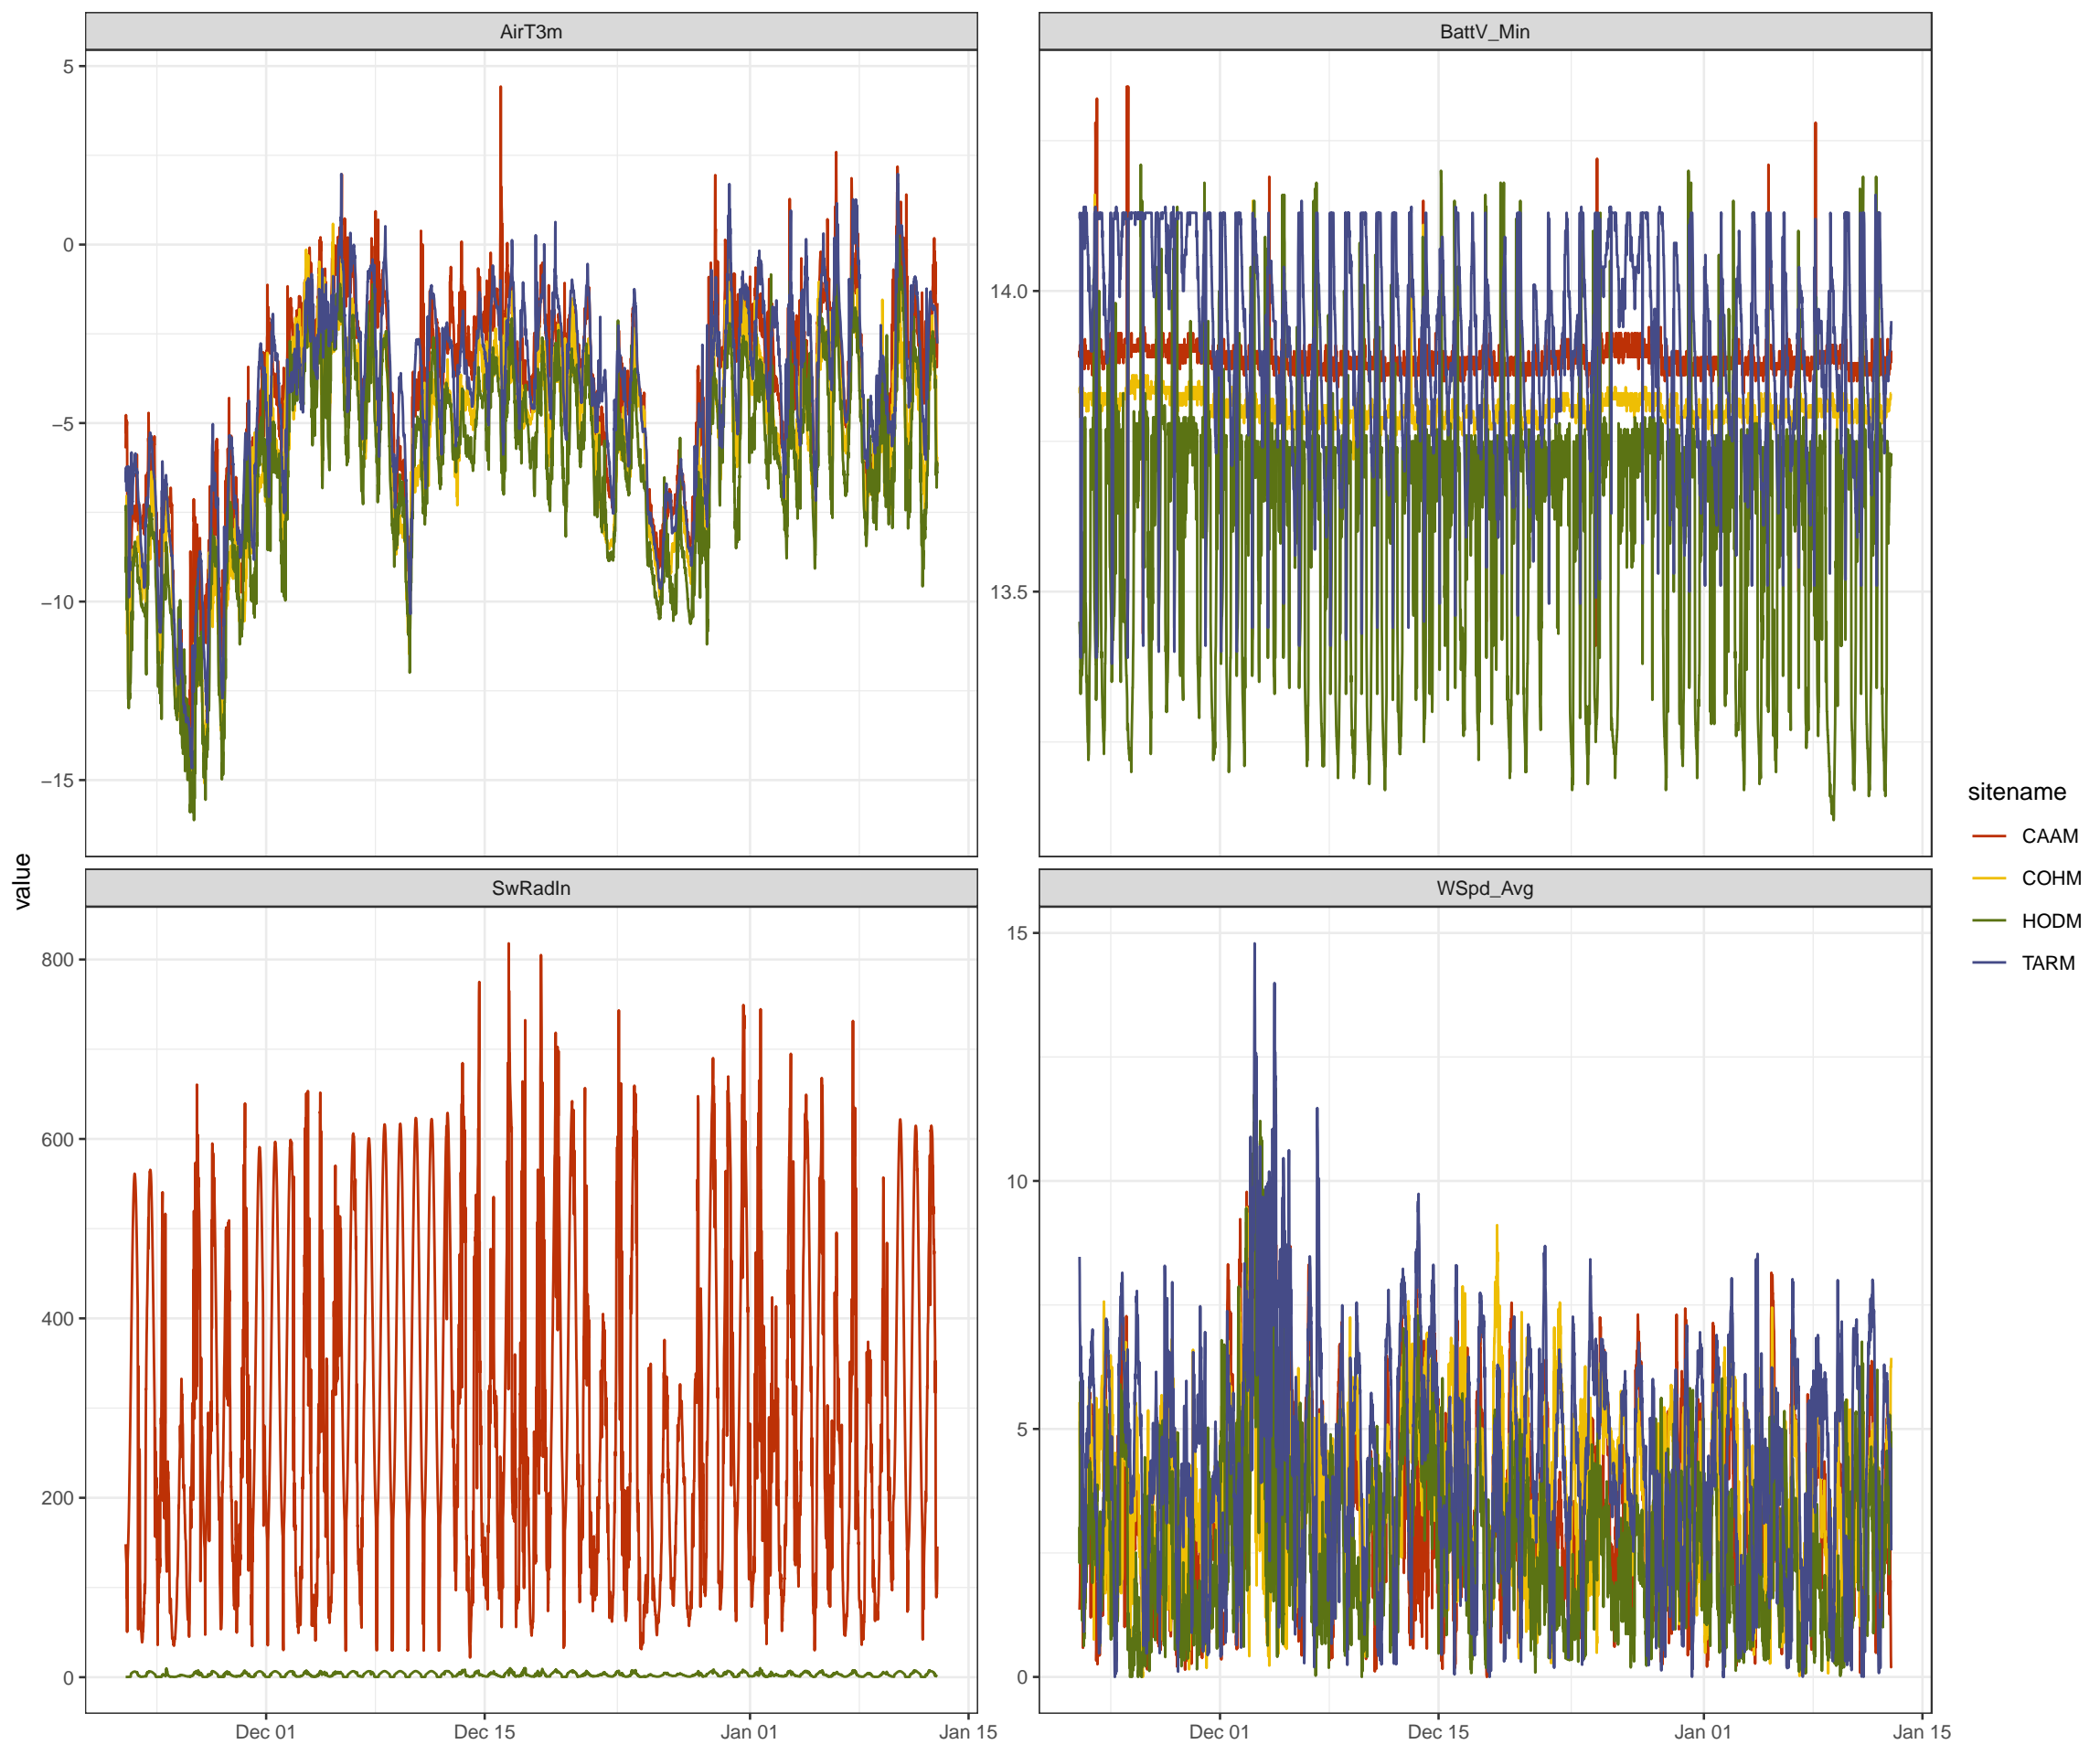 AirT3m
BattV_Min
5
0
−5
−10
−15
14.0
13.5
value
SwRadIn
WSpd_Avg
800
600
400
200
0
15
10
5
0
Dec 01
Dec 15
Jan 01
Jan 15
Dec 01
Dec 15
Jan 01
Jan 15
sitename
CAAM
COHM
HODM
TARM